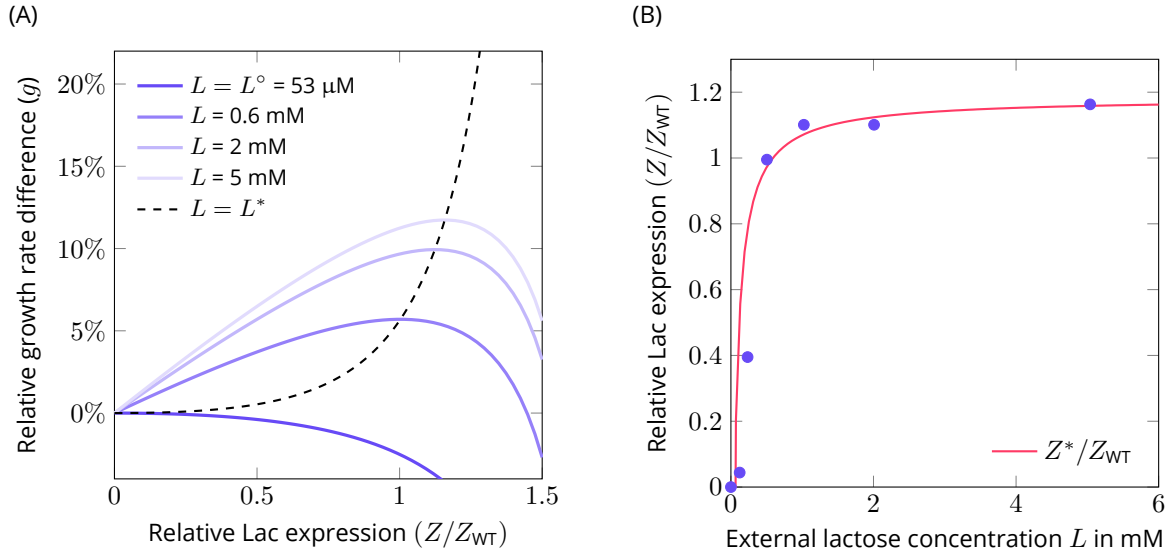 (A)
Relative growth rate difference (g)
20%
15%
10%
5%
0%
L = L° = 53 μM
L = 0.6 mM
L = 2 mM
L = 5 mM
L = L*
0 0.5 1 1.5
Relative Lac expression (Z/Z_WT)
(B)
Relative Lac expression (Z/Z_WT)
1.2
1
0.8
0.6
0.4
0.2
0
Z*/Z_WT
0 2 4 6
External lactose concentration L in mM